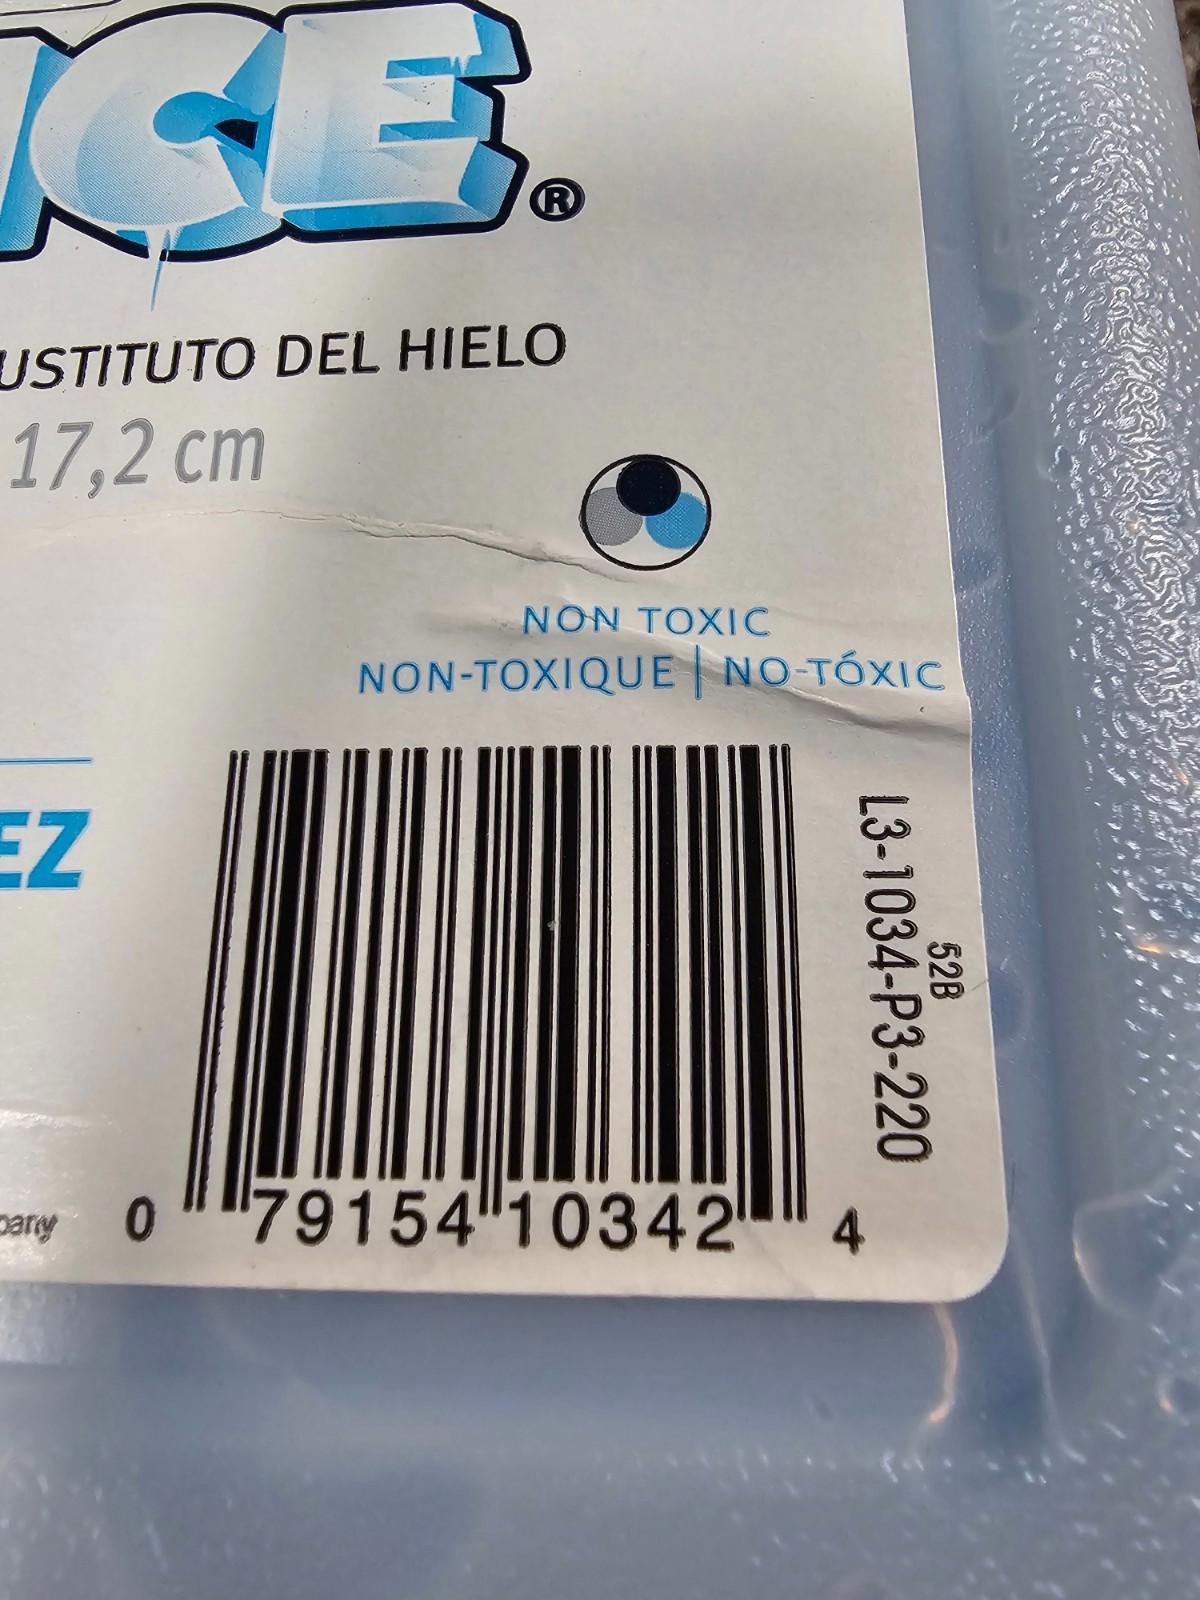 ICE®
USTITUTO DEL HIELO
17,2 cm
NON TOXIC
NON-TOXIQUE | NO-TÓXIC
EZ
L3-1034-P3-220
52B
pany
0 79154 10342 4